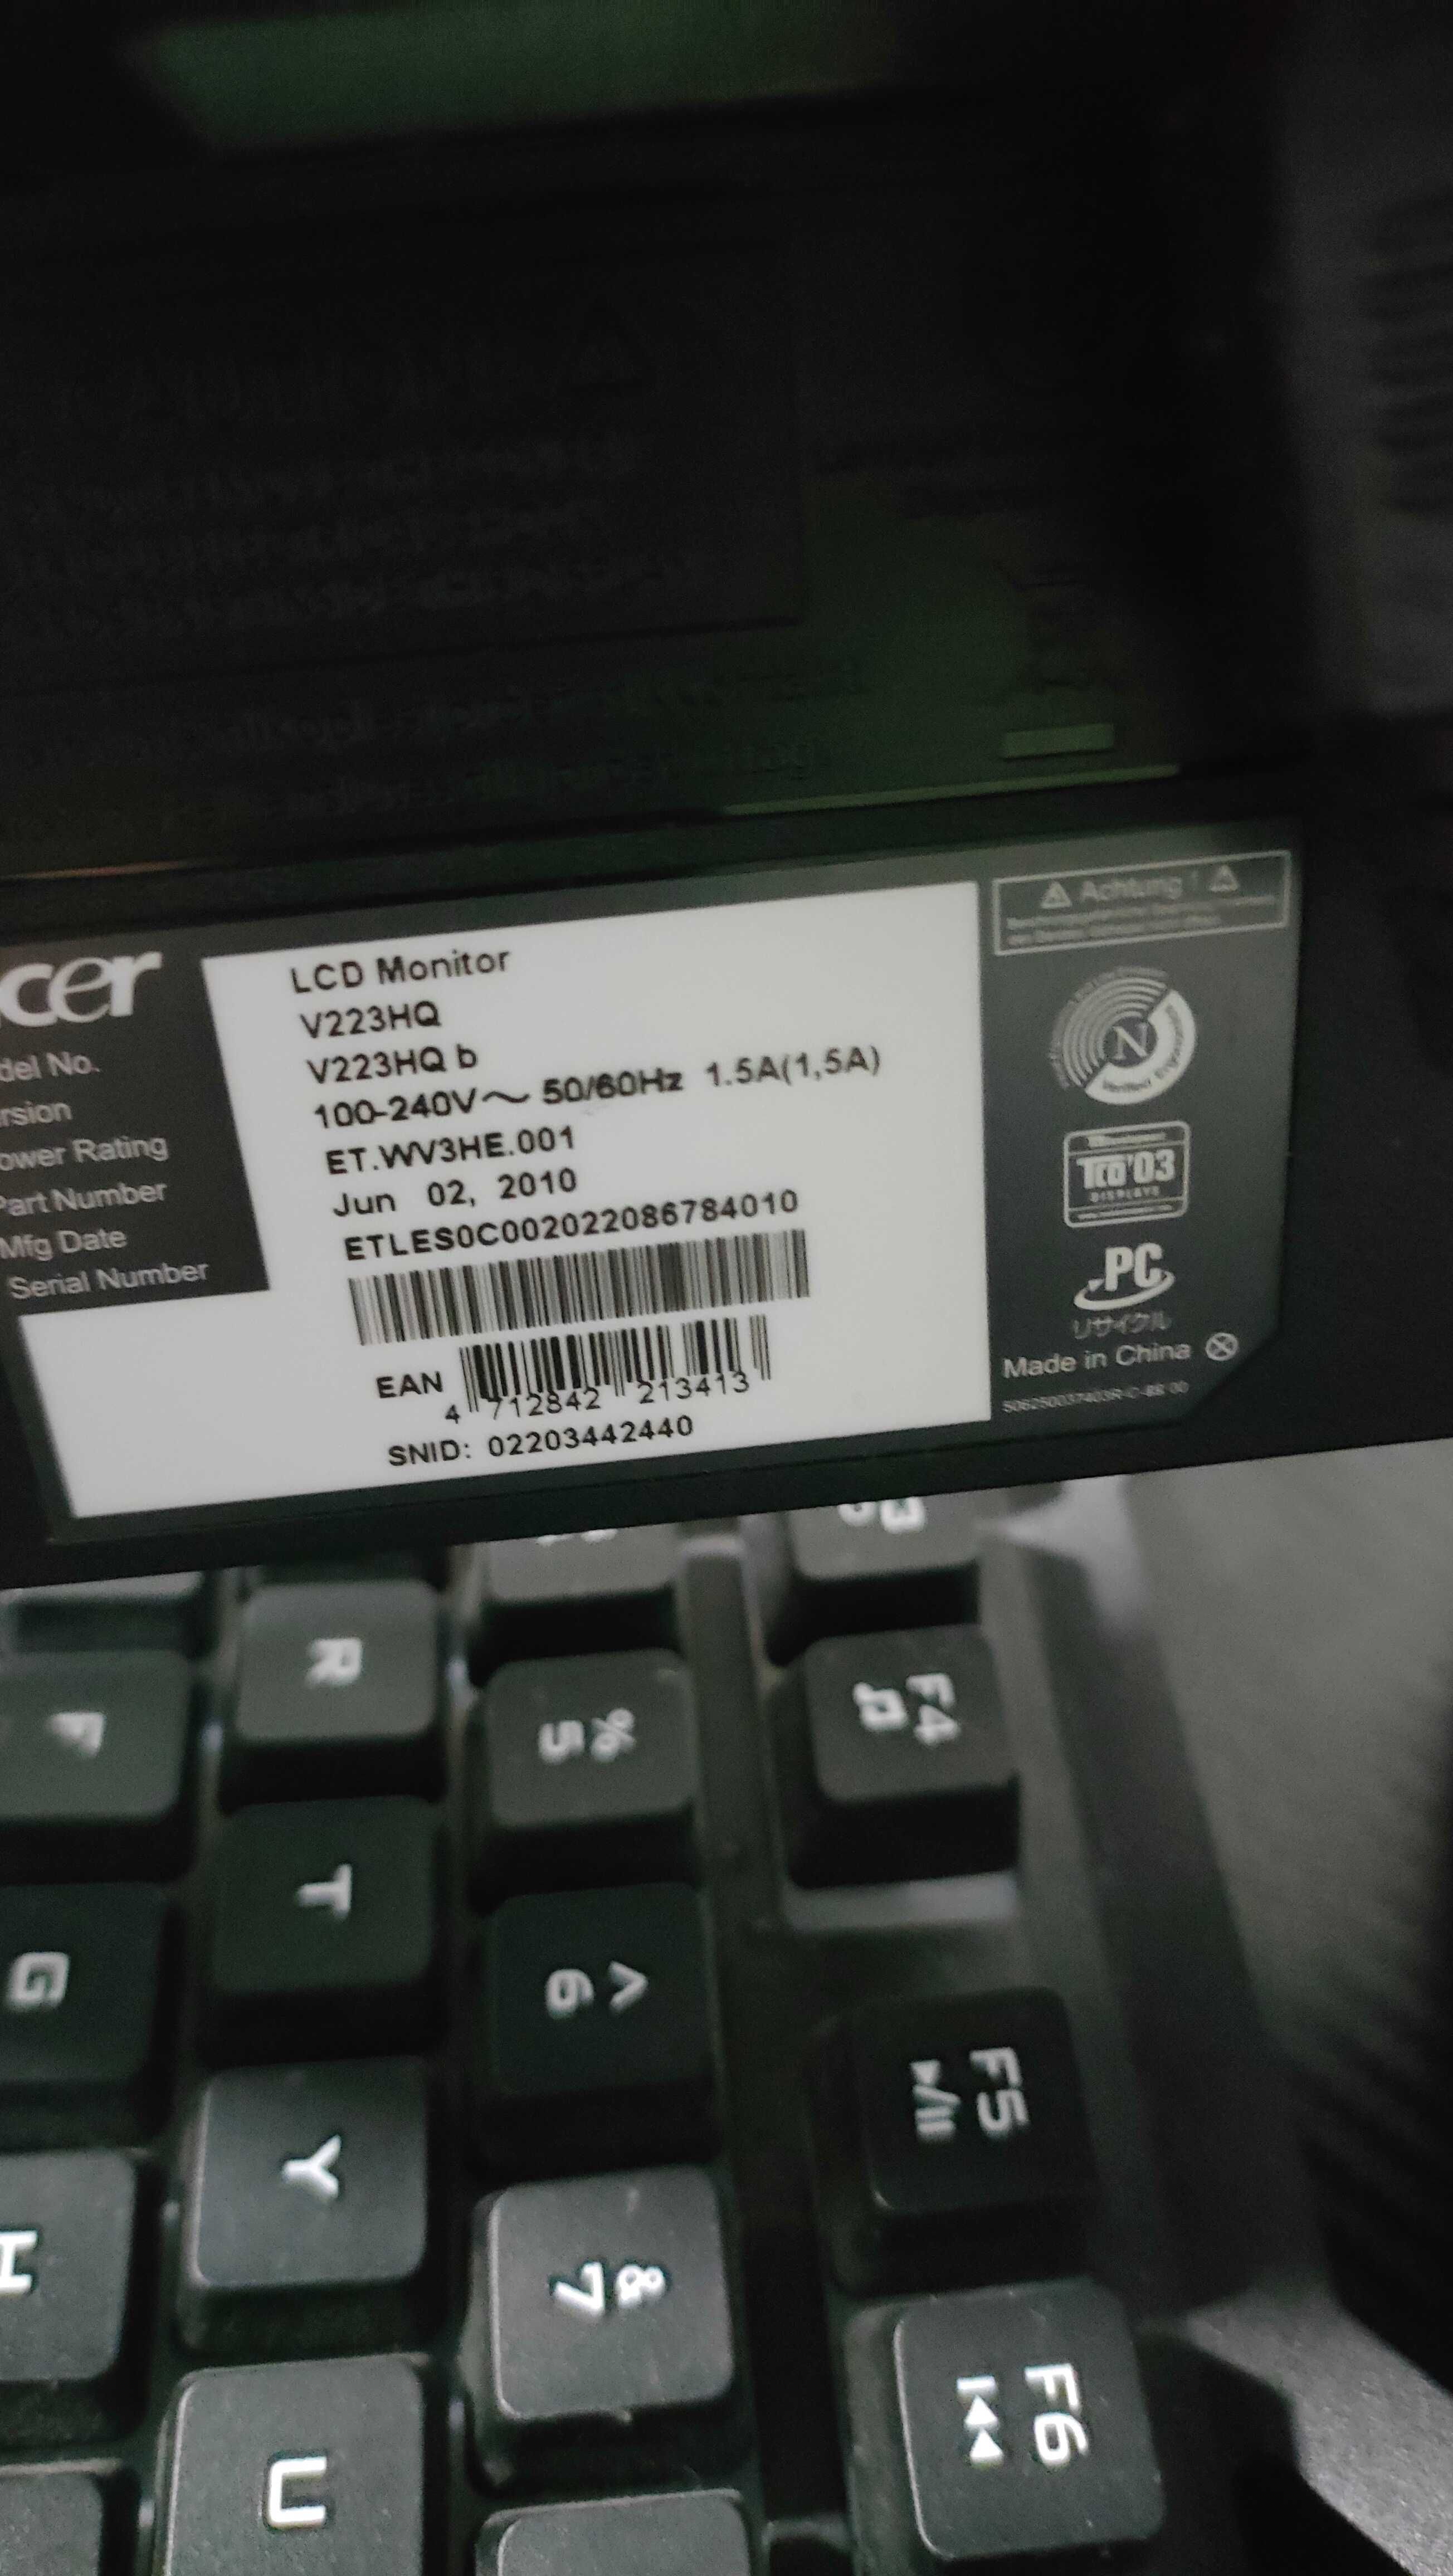 cer
LCD Monitor
del No.
V223HQ
rsion
V223HQ b
ower Rating
100-240V～ 50/60Hz 1.5A(1,5A)
Part Number
ET.WV3HE.001
Mfg Date
Jun 02, 2010
Serial Number
ETLES0C002022086784010
EAN
4 712842 213413
SNID: 02203442440
Achtung !
N
TCO'03
DISPLAYS
PC
リサイクル
Made in China
R
F
% 5
F4
T
G
^ 6
F5
Y
H
& 7
F6
U